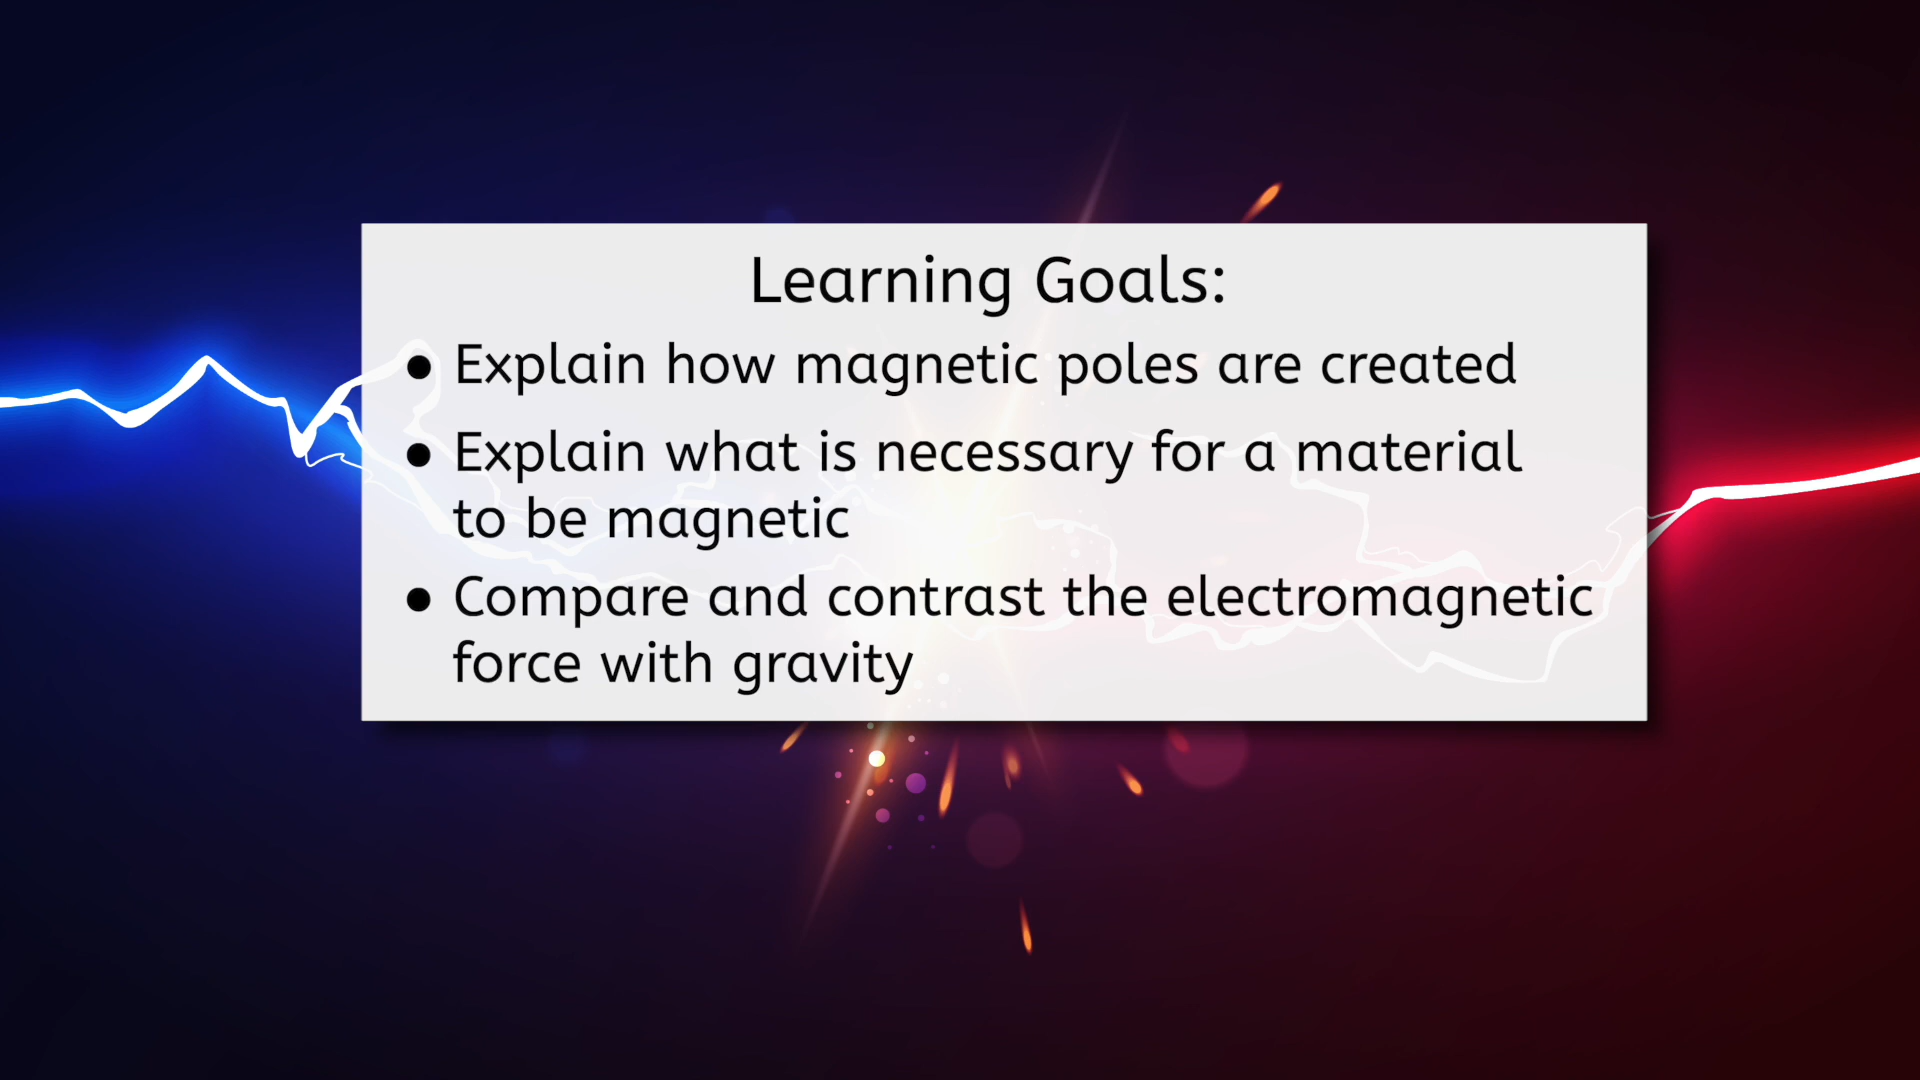 Learning Goals:
● Explain how magnetic poles are created
● Explain what is necessary for a material
to be magnetic
● Compare and contrast the electromagnetic
force with gravity